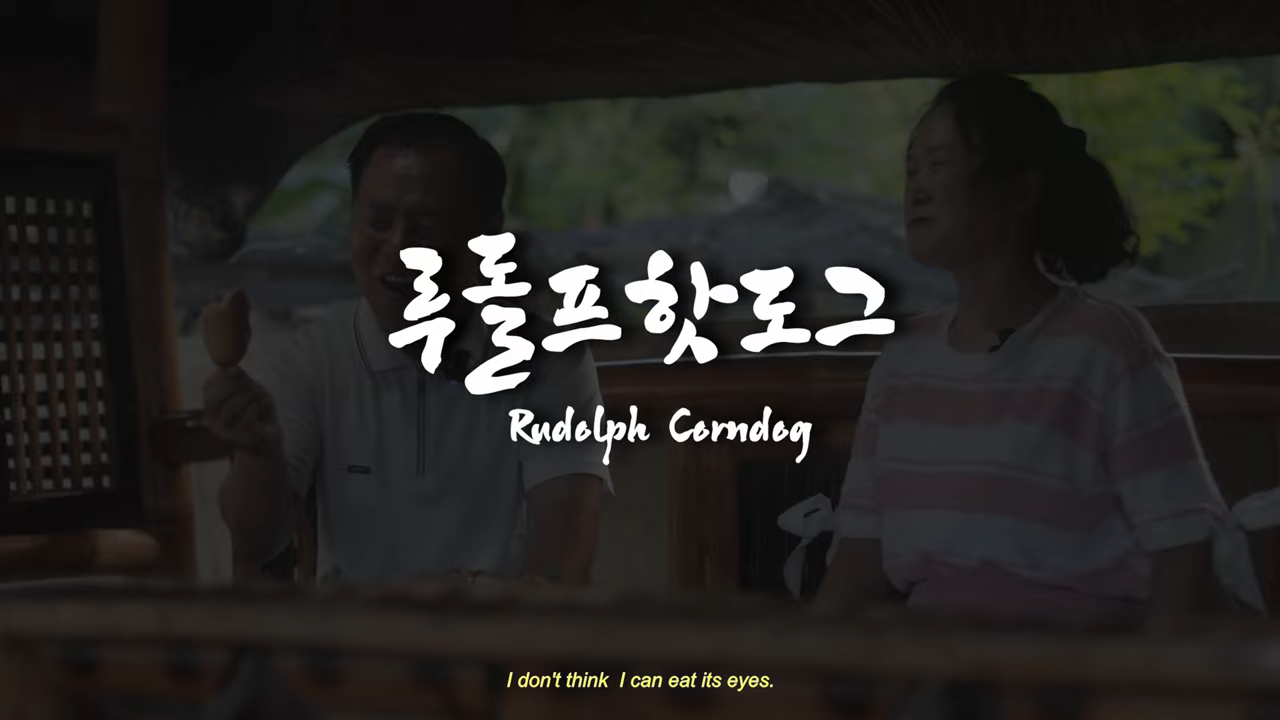 루돌프핫도그
Rudolph Corndog
I don't think I can eat its eyes.